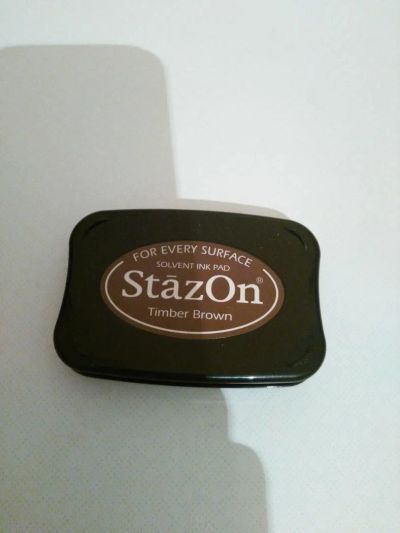 FOR EVERY SURFACE
SOLVENT INK PAD
StāzOn®
Timber Brown